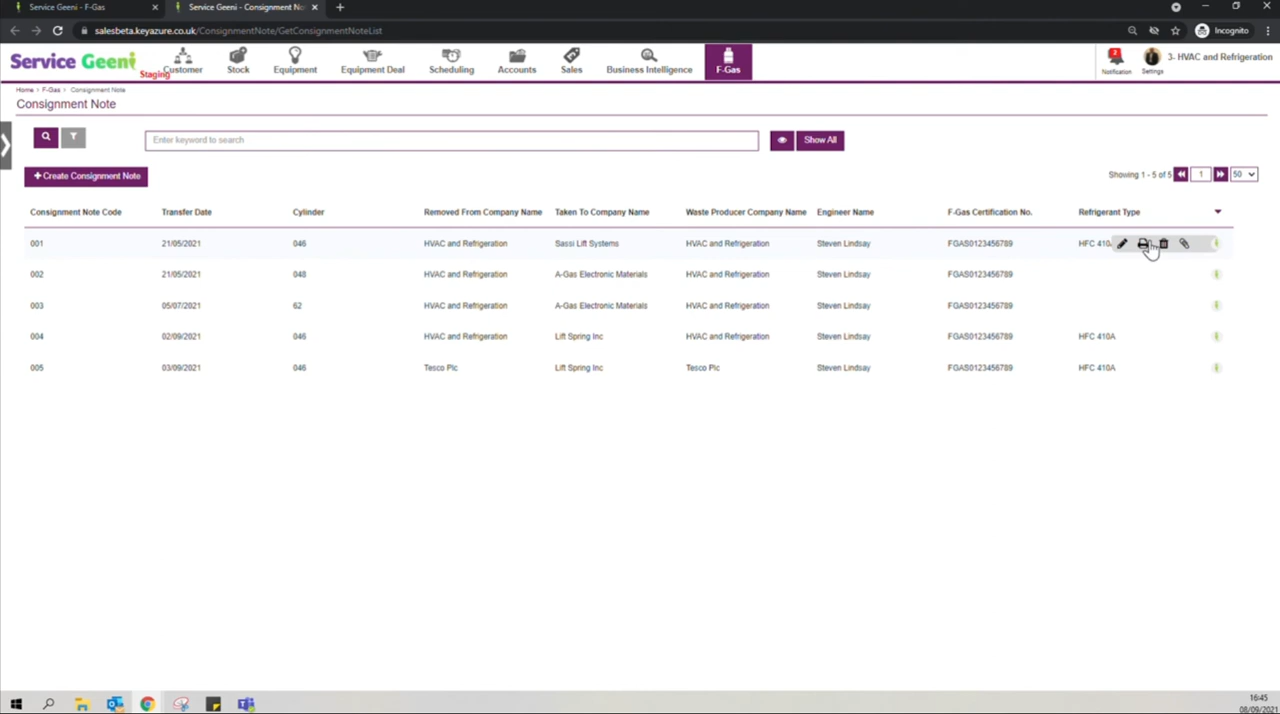 Service Geeni - F-Gas
Service Geeni - Consignment No
salesbeta.keyazure.co.uk/ConsignmentNote/GetConsignmentNoteList
Incognito
Service Geeni
Staging
Customer
Stock
Equipment
Equipment Deal
Scheduling
Accounts
Sales
Business Intelligence
F-Gas
2
Notification
Settings
3- HVAC and Refrigeration
Home > F-Gas > Consignment Note
Consignment Note
Enter keyword to search
Show All
+ Create Consignment Note
Showing 1 - 5 of 5
1
50
Consignment Note Code Transfer Date Cylinder Removed From Company Name Taken To Company Name Waste Producer Company Name Engineer Name F-Gas Certification No. Refrigerant Type
001 21/05/2021 046 HVAC and Refrigeration Sassi Lift Systems HVAC and Refrigeration Steven Lindsay FGAS0123456789 HFC 410
002 21/05/2021 048 HVAC and Refrigeration A-Gas Electronic Materials HVAC and Refrigeration Steven Lindsay FGAS0123456789
003 05/07/2021 62 HVAC and Refrigeration A-Gas Electronic Materials HVAC and Refrigeration Steven Lindsay FGAS0123456789
004 02/09/2021 046 HVAC and Refrigeration Lift Spring Inc HVAC and Refrigeration Steven Lindsay FGAS0123456789 HFC 410A
005 03/09/2021 046 Tesco Plc Lift Spring Inc Tesco Plc Steven Lindsay FGAS0123456789 HFC 410A
16:45
08/09/2021